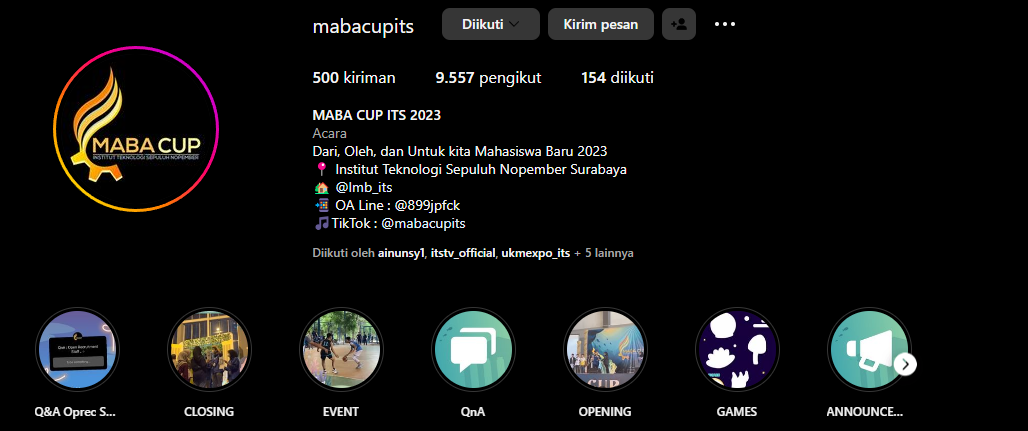 mabacupits
Diikuti
Kirim pesan
500 kiriman
9.557 pengikut
154 diikuti
MABA CUP
INSTITUT TEKNOLOGI SEPULUH NOPEMBER
MABA CUP ITS 2023
Acara
Dari, Oleh, dan Untuk kita Mahasiswa Baru 2023
📍 Institut Teknologi Sepuluh Nopember Surabaya
🏠 @lmb_its
📲 OA Line : @899jpfck
🎵TikTok : @mabacupits
Diikuti oleh ainunsy1, itstv_official, ukmexpo_its + 5 lainnya
Q&A Oprec S...
CLOSING
EVENT
QnA
OPENING
GAMES
ANNOUNCE...